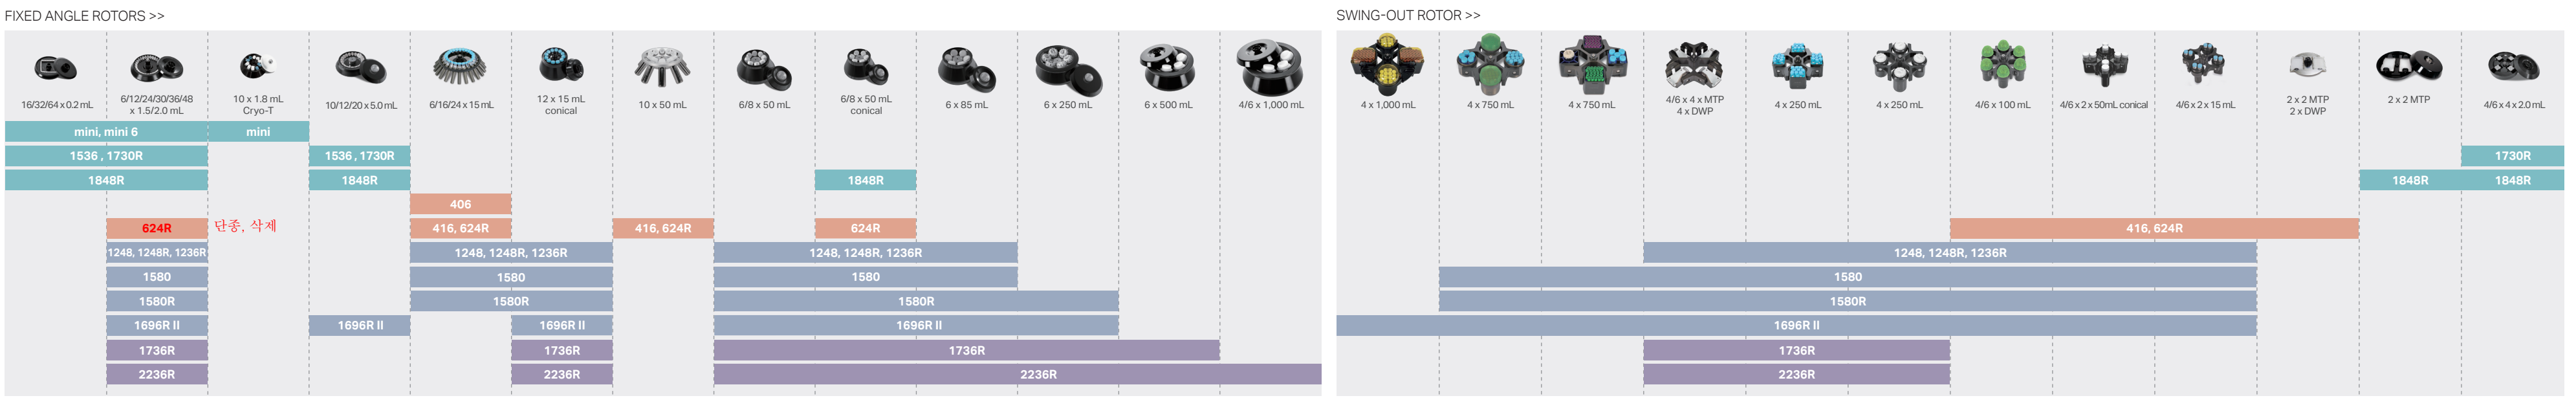 FIXED ANGLE ROTORS >>
SWING-OUT ROTOR >>
16/32/64 x 0.2 mL
6/12/24/30/36/48
x 1.5/2.0 mL
10 x 1.8 mL
Cryo-T
10/12/20 x 5.0 mL
6/16/24 x 15 mL
12 x 15 mL
conical
10 x 50 mL
6/8 x 50 mL
6/8 x 50 mL
conical
6 x 85 mL
6 x 250 mL
6 x 500 mL
4/6 x 1,000 mL
4 x 1,000 mL
4 x 750 mL
4 x 750 mL
4/6 x 4 x MTP
4 x DWP
4 x 250 mL
4 x 250 mL
4/6 x 100 mL
4/6 x 2 x 50mL conical
4/6 x 2 x 15 mL
2 x 2 MTP
2 x DWP
2 x 2 MTP
4/6 x 4 x 2.0 mL
mini, mini 6
mini
1536 , 1730R
1536 , 1730R
1730R
1848R
1848R
1848R
1848R
1848R
406
624R
단종, 삭제
416, 624R
416, 624R
624R
416, 624R
1248, 1248R, 1236R
1248, 1248R, 1236R
1248, 1248R, 1236R
1248, 1248R, 1236R
1580
1580
1580
1580
1580R
1580R
1580R
1580R
1696R II
1696R II
1696R II
1696R II
1696R II
1736R
1736R
1736R
1736R
2236R
2236R
2236R
2236R